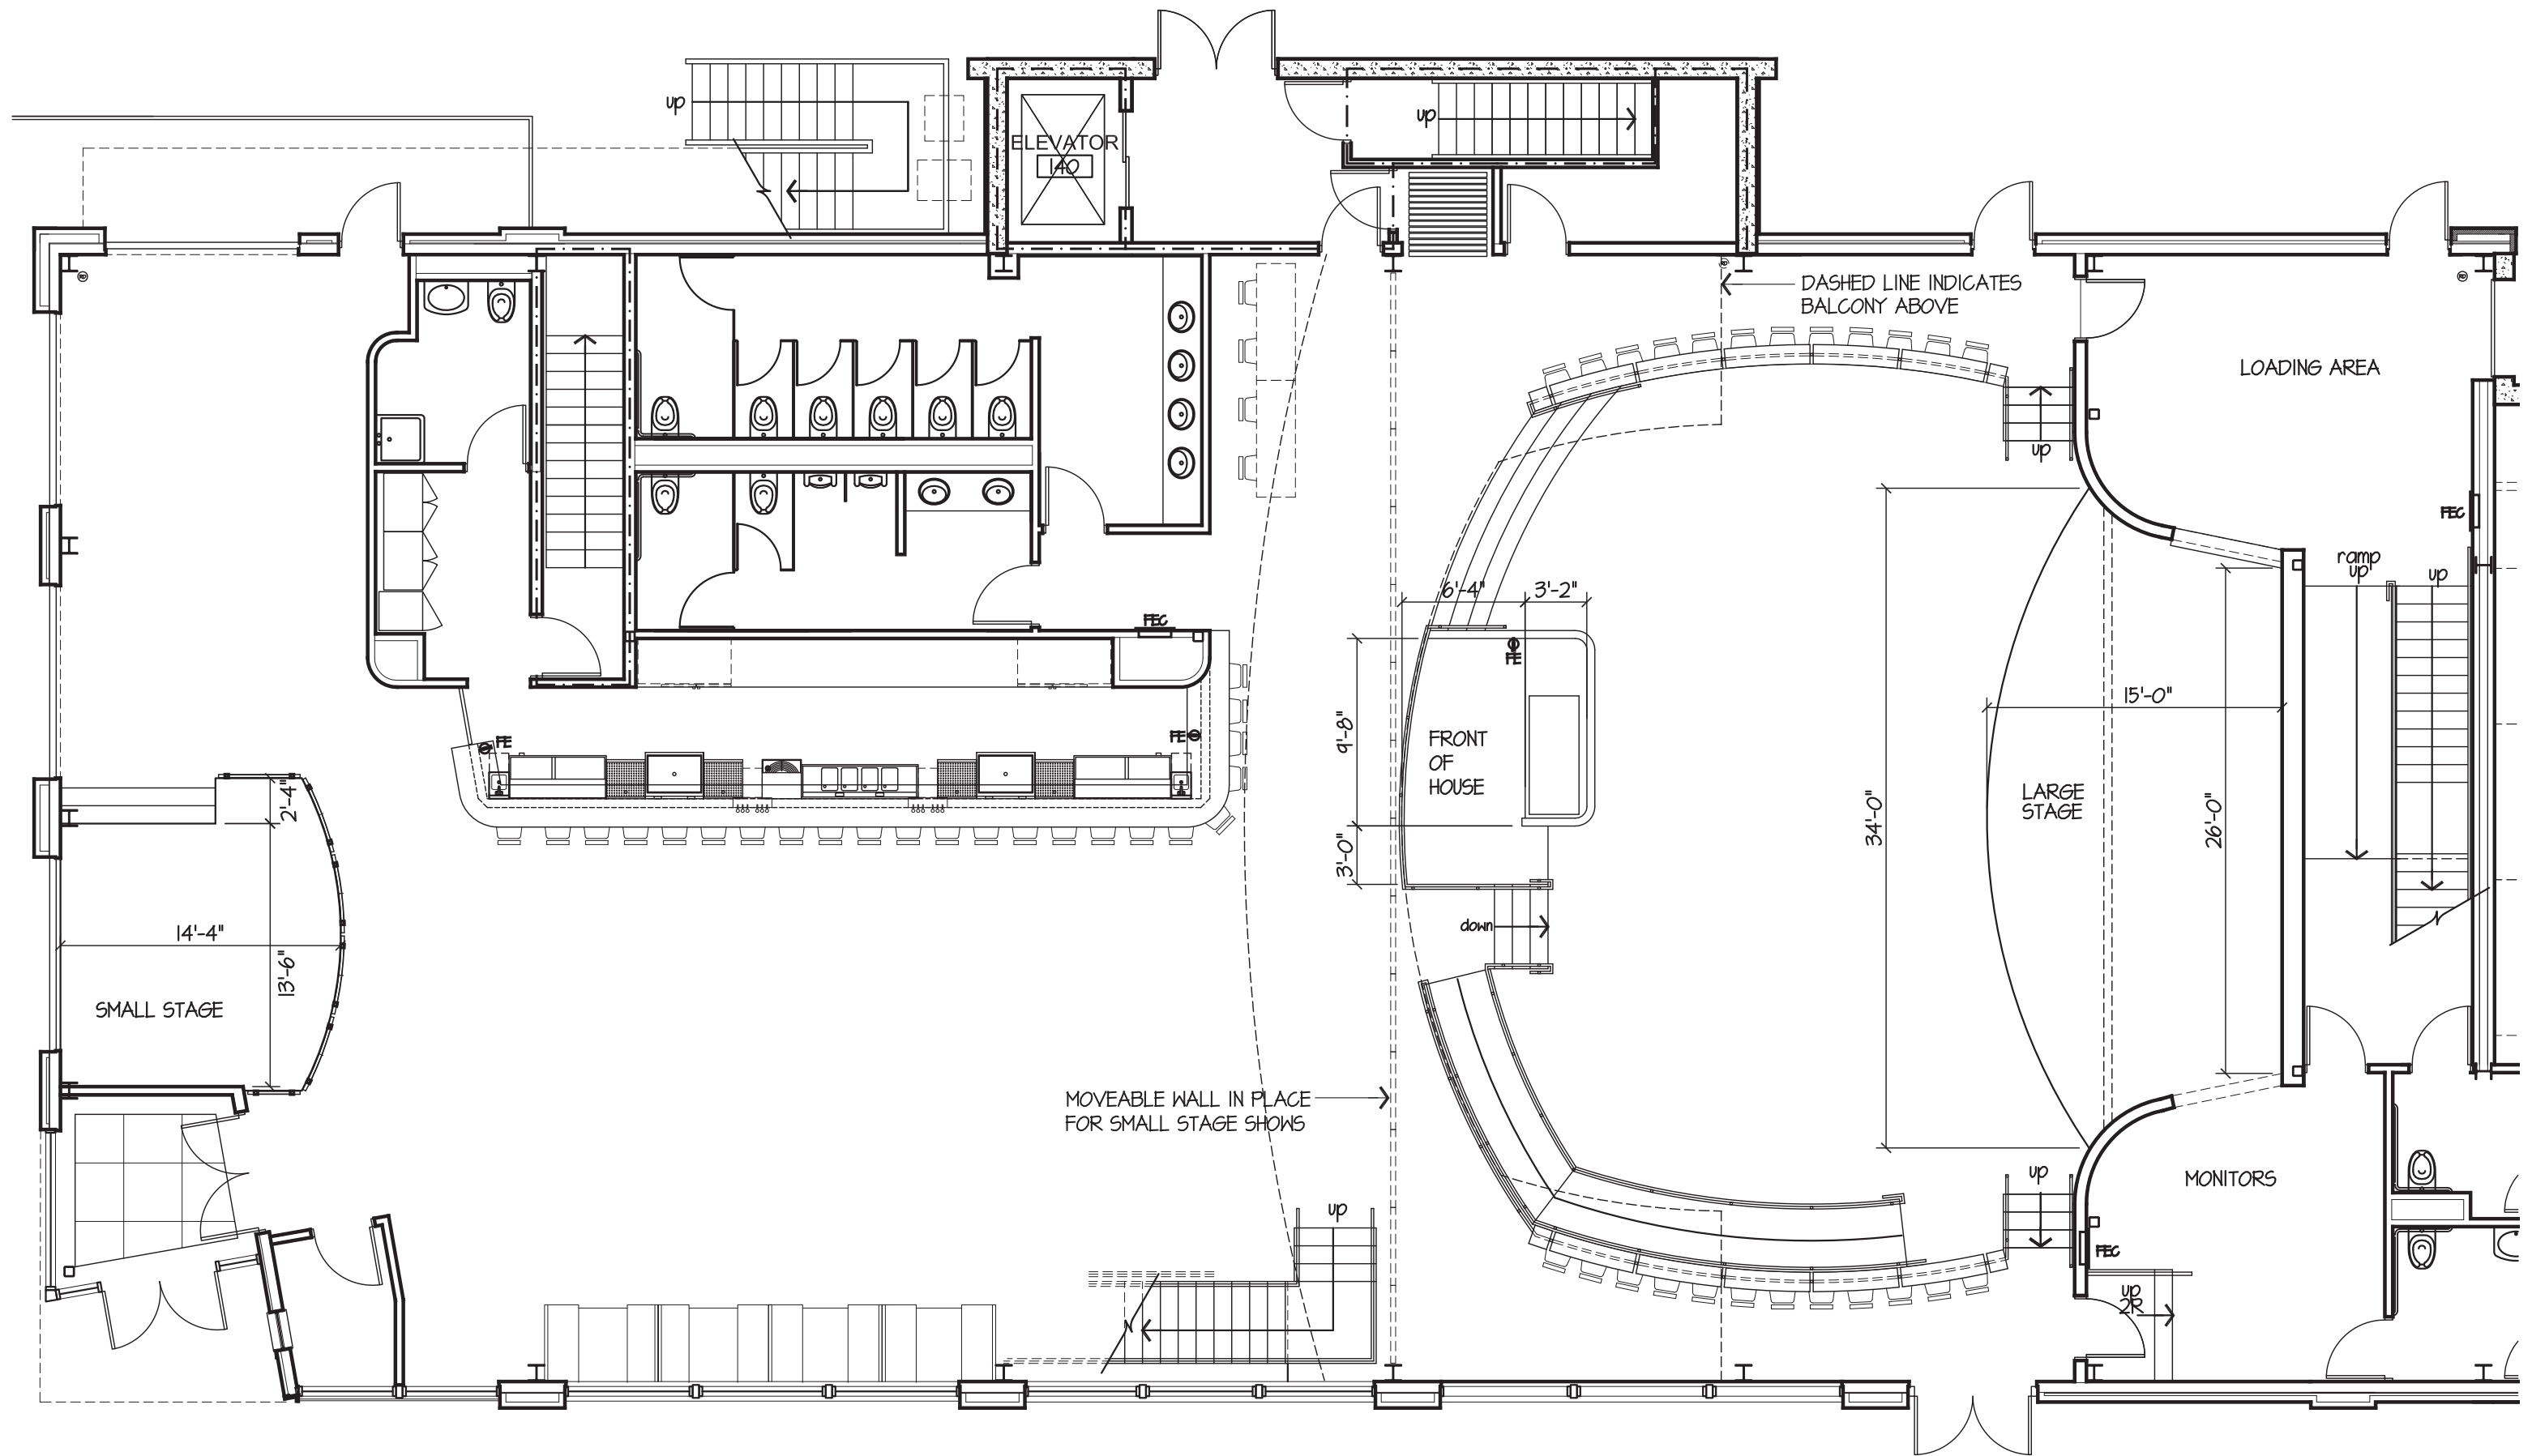 up
up
ELEVATOR
140
DASHED LINE INDICATES
BALCONY ABOVE
LOADING AREA
up
FEC
ramp
up
up
6'-4"
3'-2"
FEC
FE
15'-0"
FE
FE
9'-8"
FRONT
OF
HOUSE
34'-0"
LARGE
STAGE
26'-0"
2'-4"
3'-0"
14'-4"
down
13'-6"
SMALL STAGE
MOVEABLE WALL IN PLACE
FOR SMALL STAGE SHOWS
up
MONITORS
up
FEC
up
2R